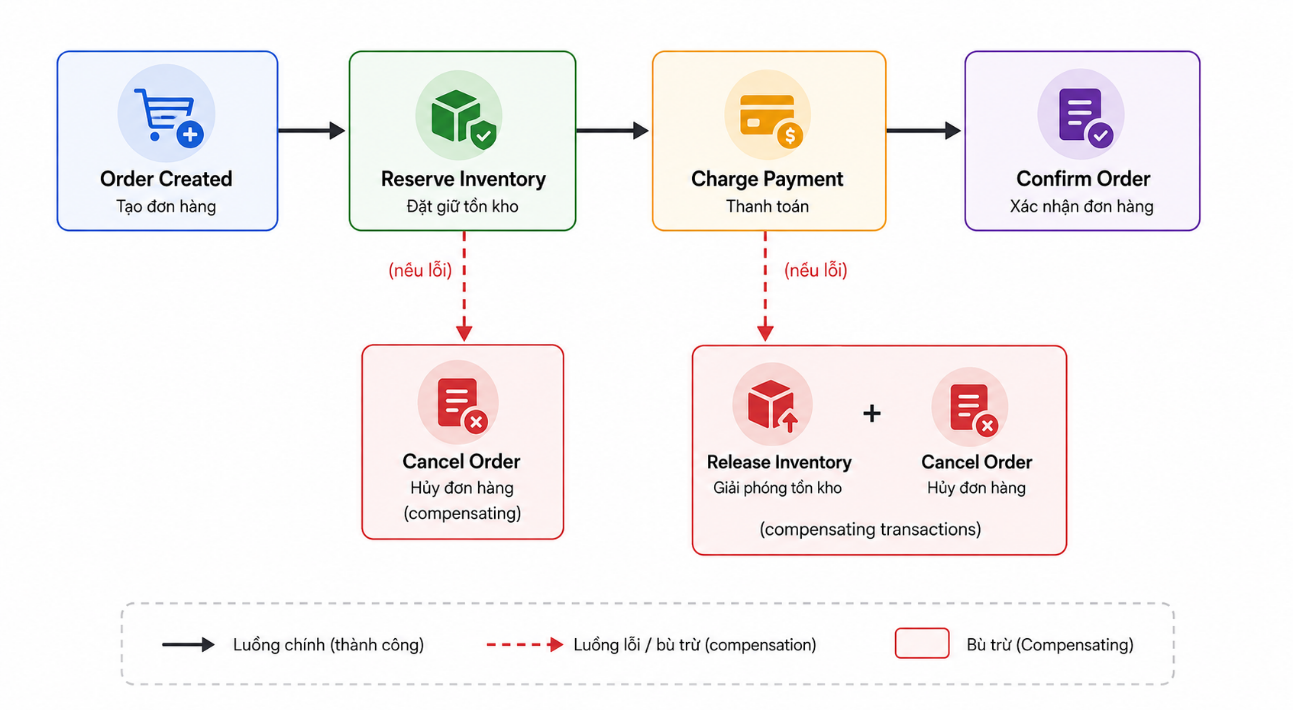 Order Created
Tạo đơn hàng
Reserve Inventory
Đặt giữ tồn kho
$
Charge Payment
Thanh toán
Confirm Order
Xác nhận đơn hàng
(nếu lỗi)
(nếu lỗi)
Cancel Order
Hủy đơn hàng
(compensating)
Release Inventory
Giải phóng tồn kho
+
Cancel Order
Hủy đơn hàng
(compensating transactions)
Luồng chính (thành công)
Luồng lỗi / bù trừ (compensation)
Bù trừ (Compensating)